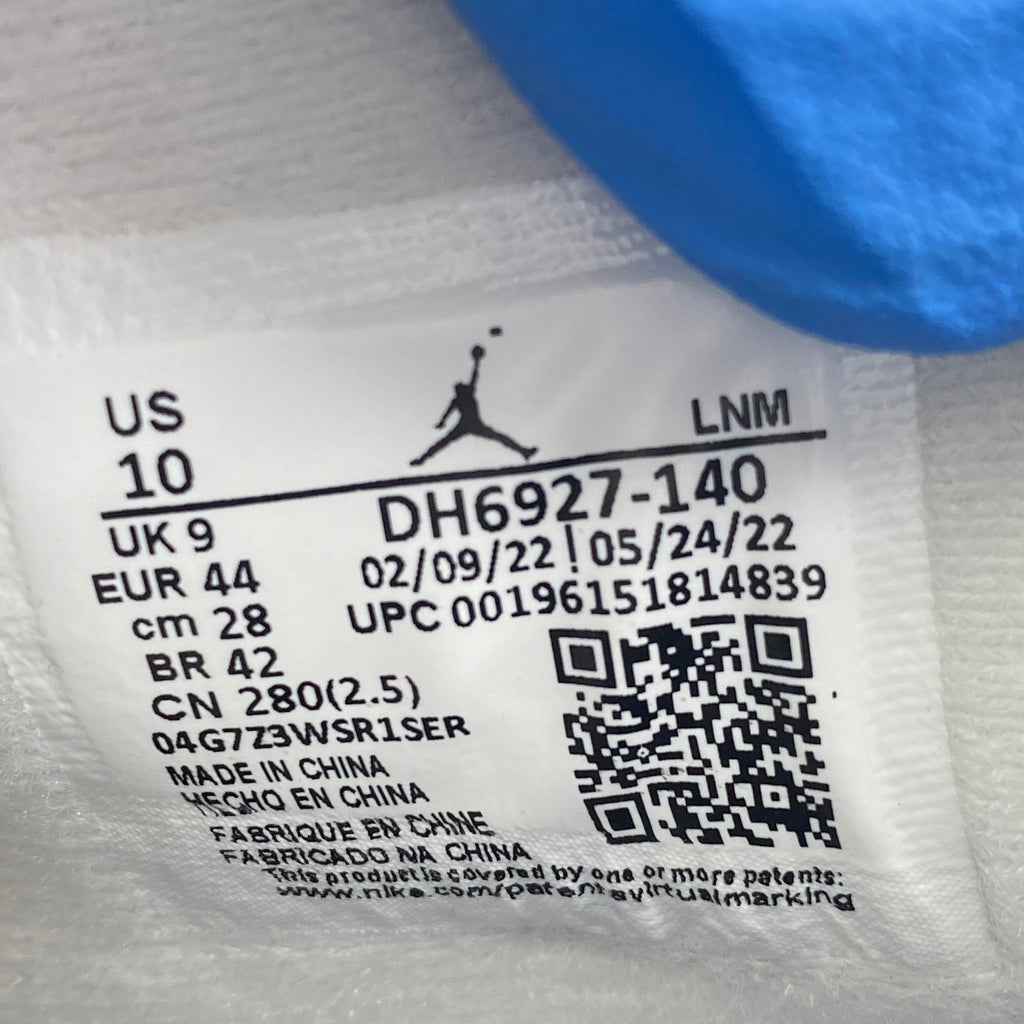 US LNM
10
DH6927-140
UK 9 02/09/22 | 05/24/22
EUR 44 UPC 00196151814839
cm 28
BR 42
CN 280(2.5)
04G7Z3WSR1SER
MADE IN CHINA
HECHO EN CHINA
FABRIQUE EN CHINE
FABRICADO NA CHINA
This product is covered by one or more patents:
www.nike.com/patentsvirtualmarking